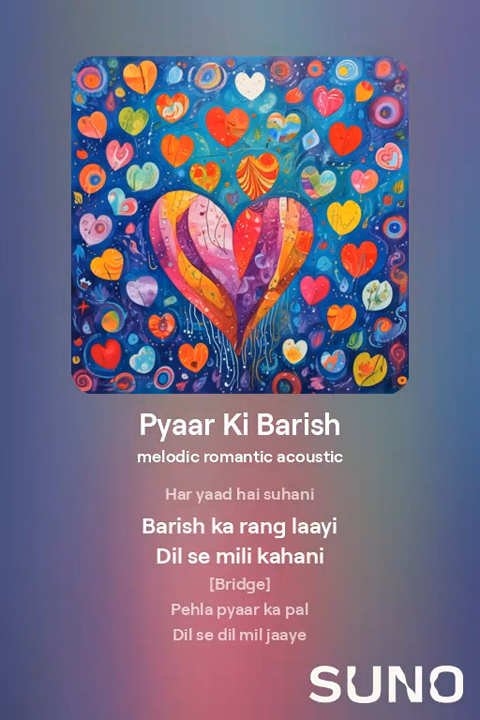 Pyaar Ki Barish
melodic romantic acoustic
Har yaad hai suhani
Barish ka rang laayi
Dil se mili kahani
[Bridge]
Pehla pyaar ka pal
Dil se dil mil jaaye
SUNO